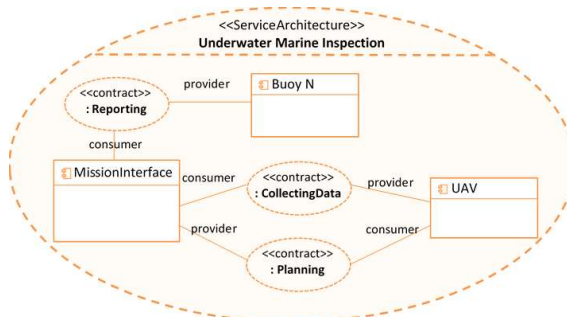 <<ServiceArchitecture>>
Underwater Marine Inspection
provider
Buoy N
<<contract>>
: Reporting
consumer
MissionInterface
consumer
<<contract>>
: CollectingData
provider
UAV
provider
consumer
<<contract>>
: Planning